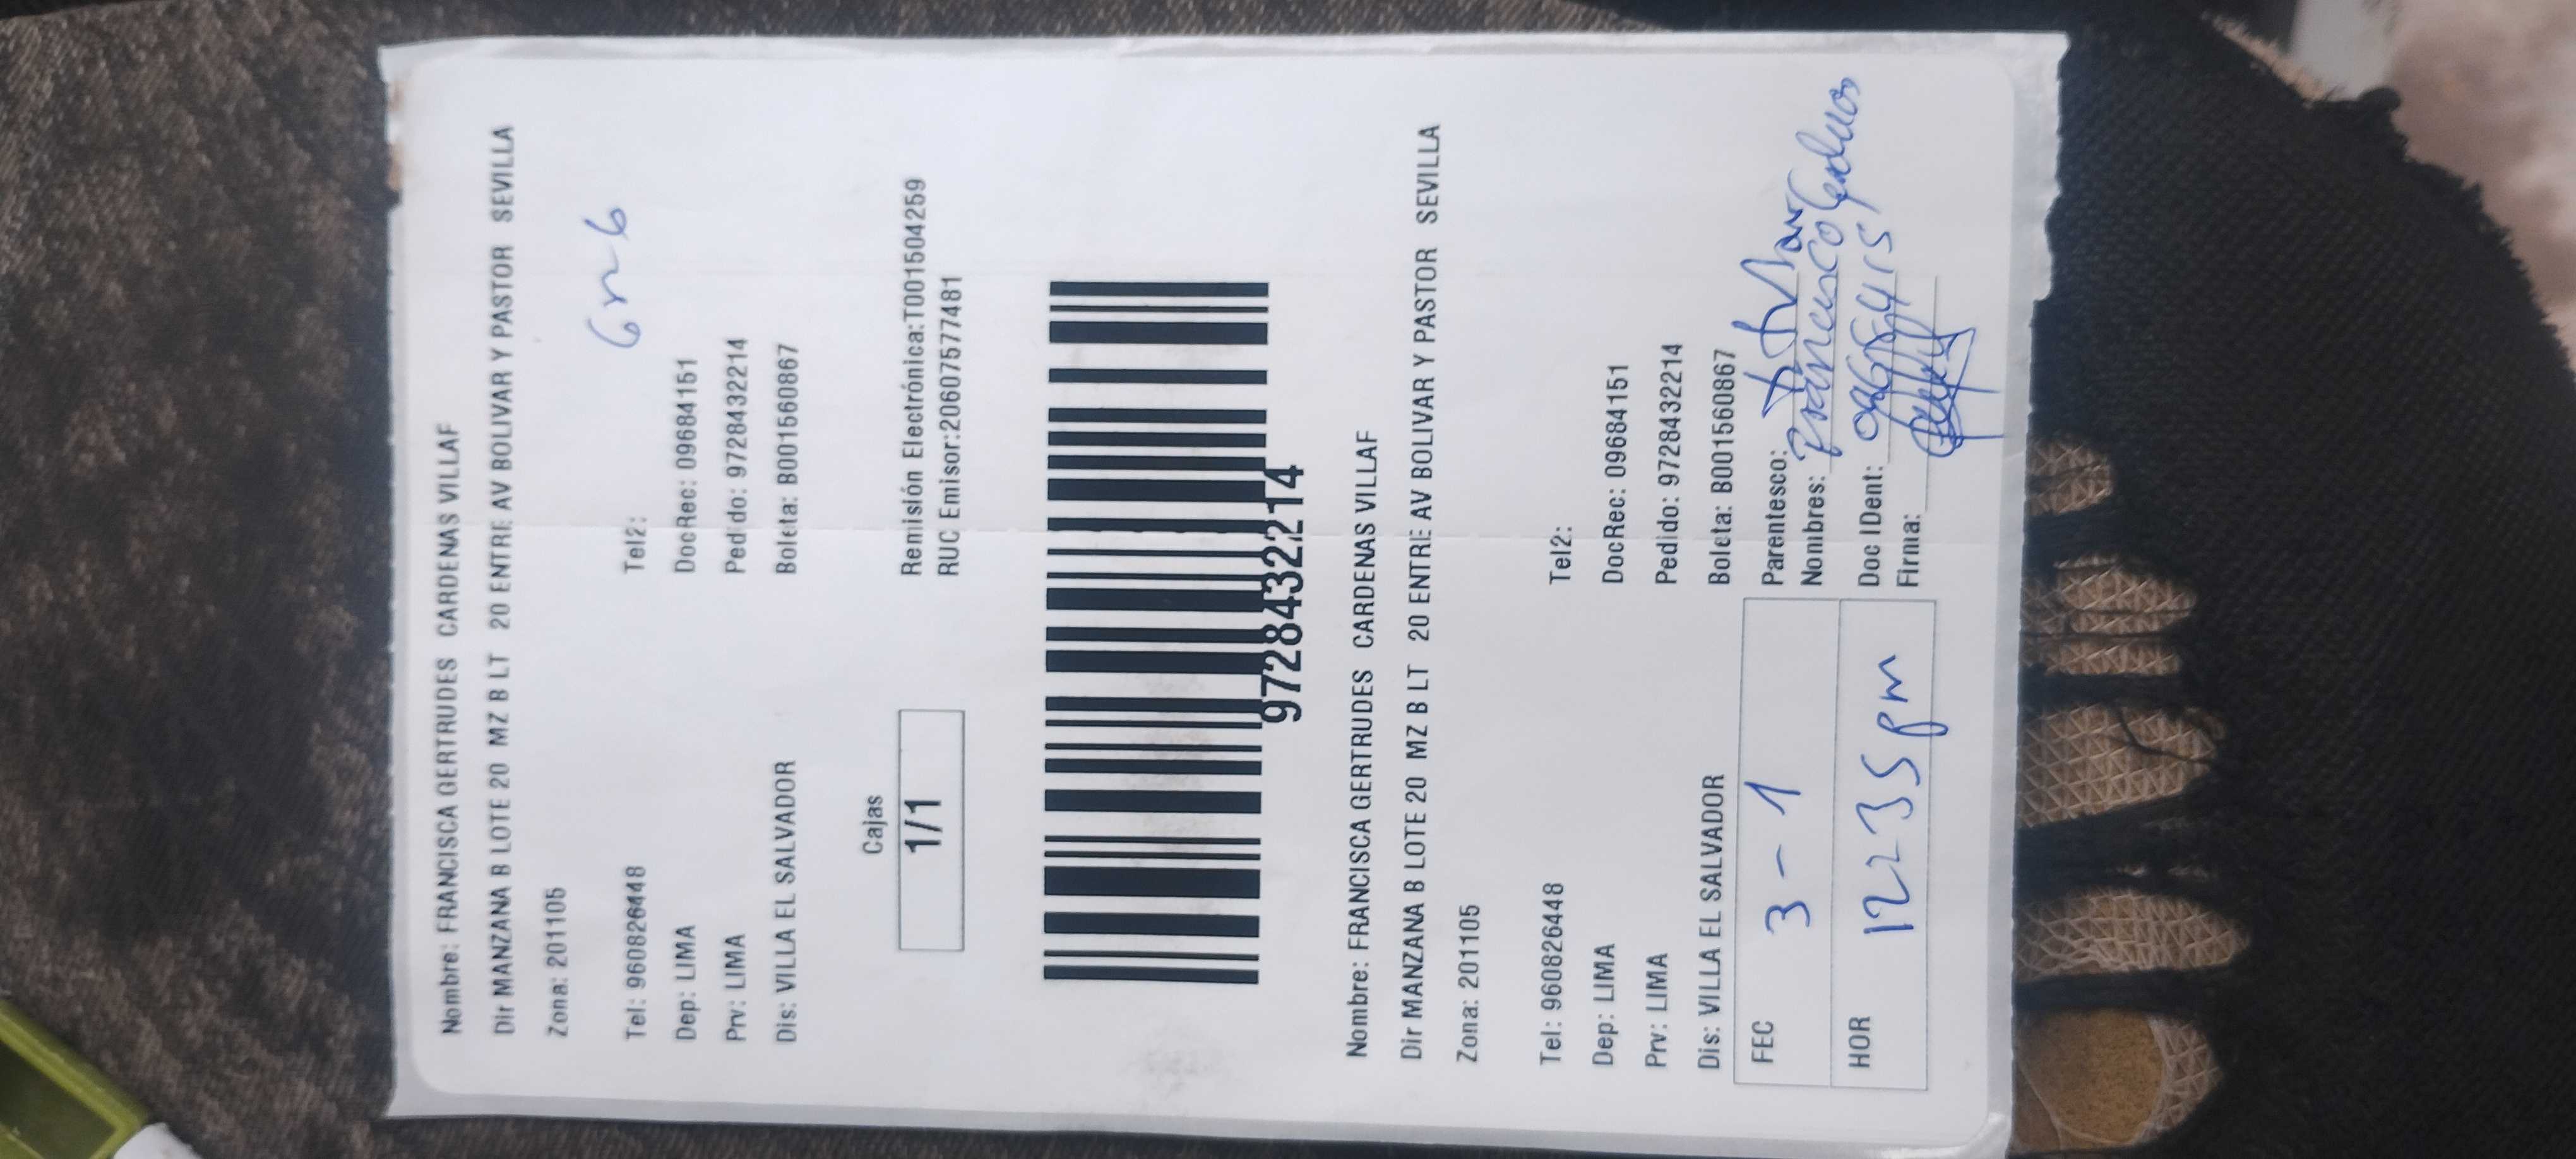 Nombre: FRANCISCA GERTRUDES CARDENAS VILLAF
Dir MANZANA B LOTE 20 MZ B LT 20 ENTRE AV BOLIVAR Y PASTOR SEVILLA
Zona: 201105
Tel: 960826448 Tel2:
Dep: LIMA DocRec: 09684151
Prv: LIMA Pedido: 97284432214
Dis: VILLA EL SALVADOR Boleta: B001560867
Cajas
1/1
Remisión Electrónica:T001504259
RUC Emisor:20607577481
97284432214
Nombre: FRANCISCA GERTRUDES CARDENAS VILLAF
Dir MANZANA B LOTE 20 MZ B LT 20 ENTRE AV BOLIVAR Y PASTOR SEVILLA
Zona: 201105
Tel: 960826448 Tel2:
Dep: LIMA DocRec: 09684151
Prv: LIMA Pedido: 97284432214
Dis: VILLA EL SALVADOR Boleta: B001560867
FEC 3 - 1 Parentesco:
Nombres:
HOR 12 35 pm Doc IDent:
Firma: